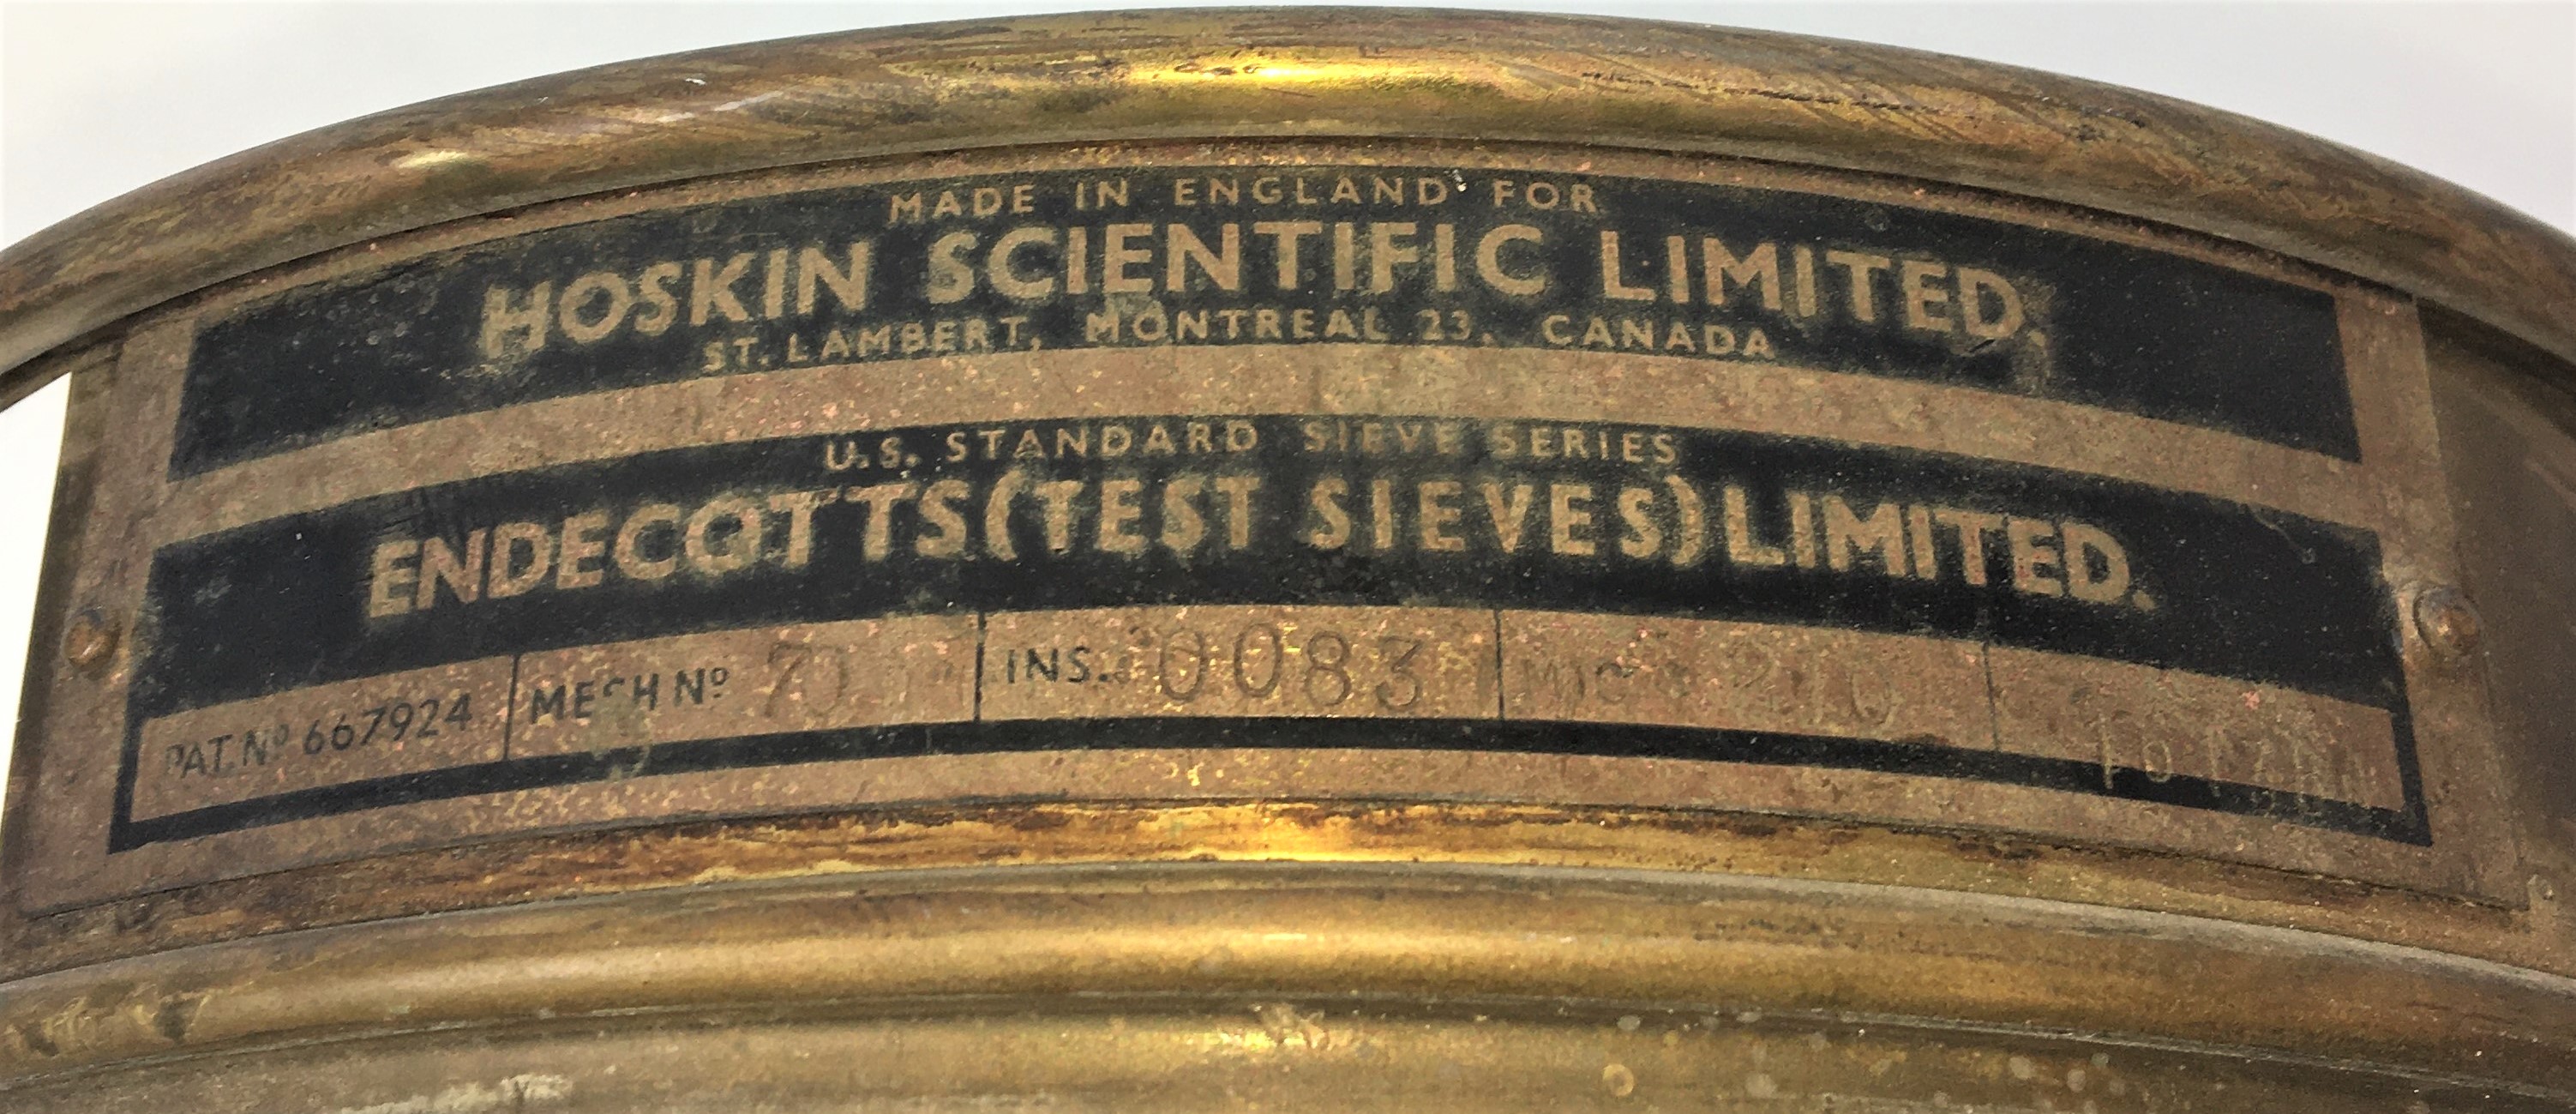 MADE IN ENGLAND FOR
HOSKIN SCIENTIFIC LIMITED.
ST. LAMBERT, MONTREAL 23, CANADA
U.S. STANDARD SIEVE SERIES
ENDECOTTS (TEST SIEVES) LIMITED.
PAT. Nº 667924 MESH Nº 70 INS. 0083 210